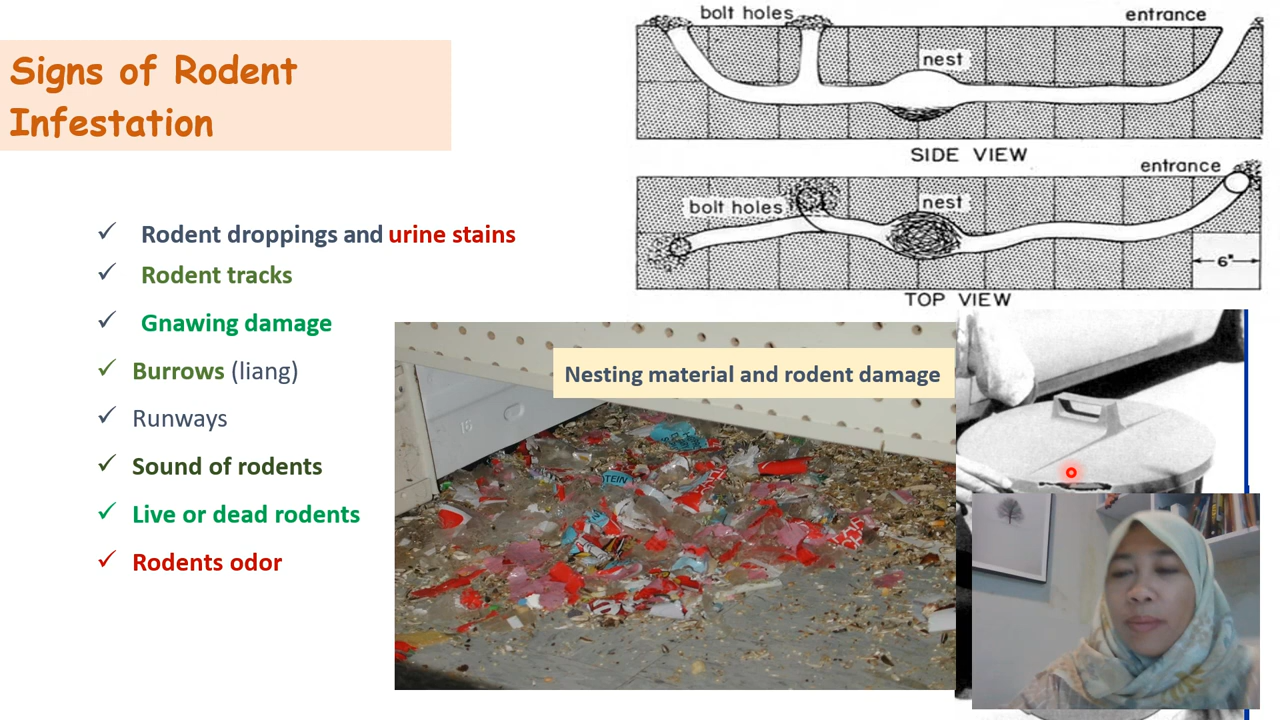 Signs of Rodent
Infestation
✓ Rodent droppings and urine stains
✓ Rodent tracks
✓ Gnawing damage
✓ Burrows (liang)
✓ Runways
✓ Sound of rodents
✓ Live or dead rodents
✓ Rodents odor
bolt holes
entrance
nest
SIDE VIEW
entrance
bolt holes
nest
6"
TOP VIEW
Nesting material and rodent damage
TEIN